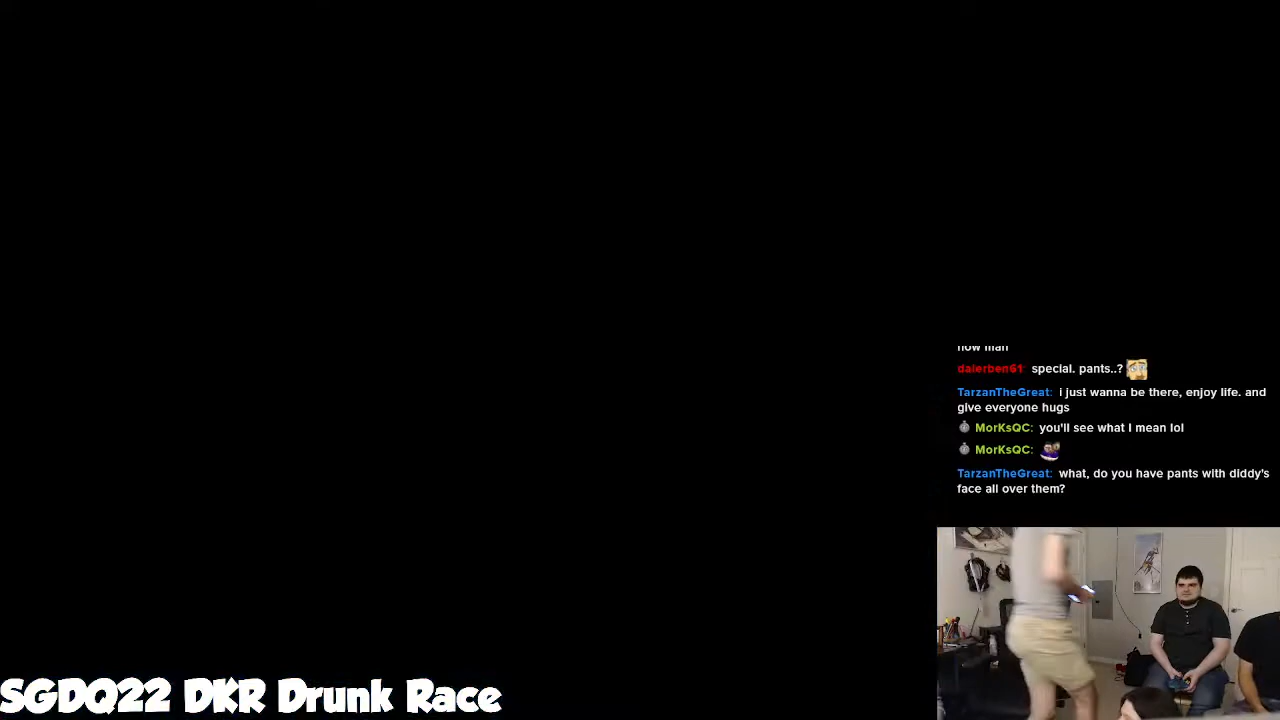 now man
dalerben61 special. pants..?
TarzanTheGreat: i just wanna be there, enjoy life. and
give everyone hugs
MorKsQC: you'll see what I mean lol
MorKsQC:
TarzanTheGreat: what, do you have pants with diddy's
face all over them?
SGDQ22 DKR Drunk Race